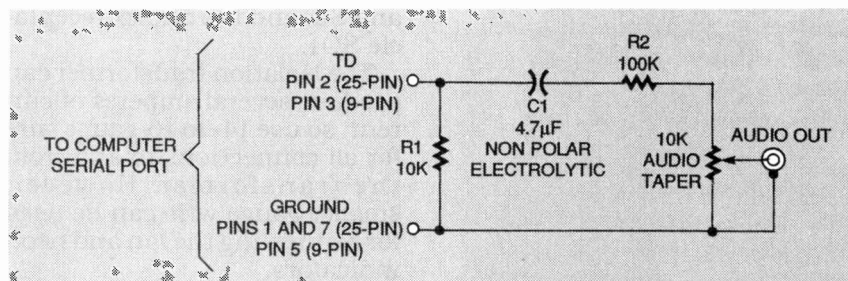 TO COMPUTER
SERIAL PORT
TD
PIN 2 (25-PIN)
PIN 3 (9-PIN)
GROUND
PINS 1 AND 7 (25-PIN)
PIN 5 (9-PIN)
R1
10K
C1
4.7µF
NON POLAR
ELECTROLYTIC
R2
100K
10K
AUDIO
TAPER
AUDIO OUT